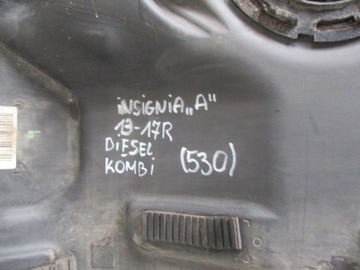 iNSiGNiA „A"
13-17R
DiESEL
KOMBi (530)